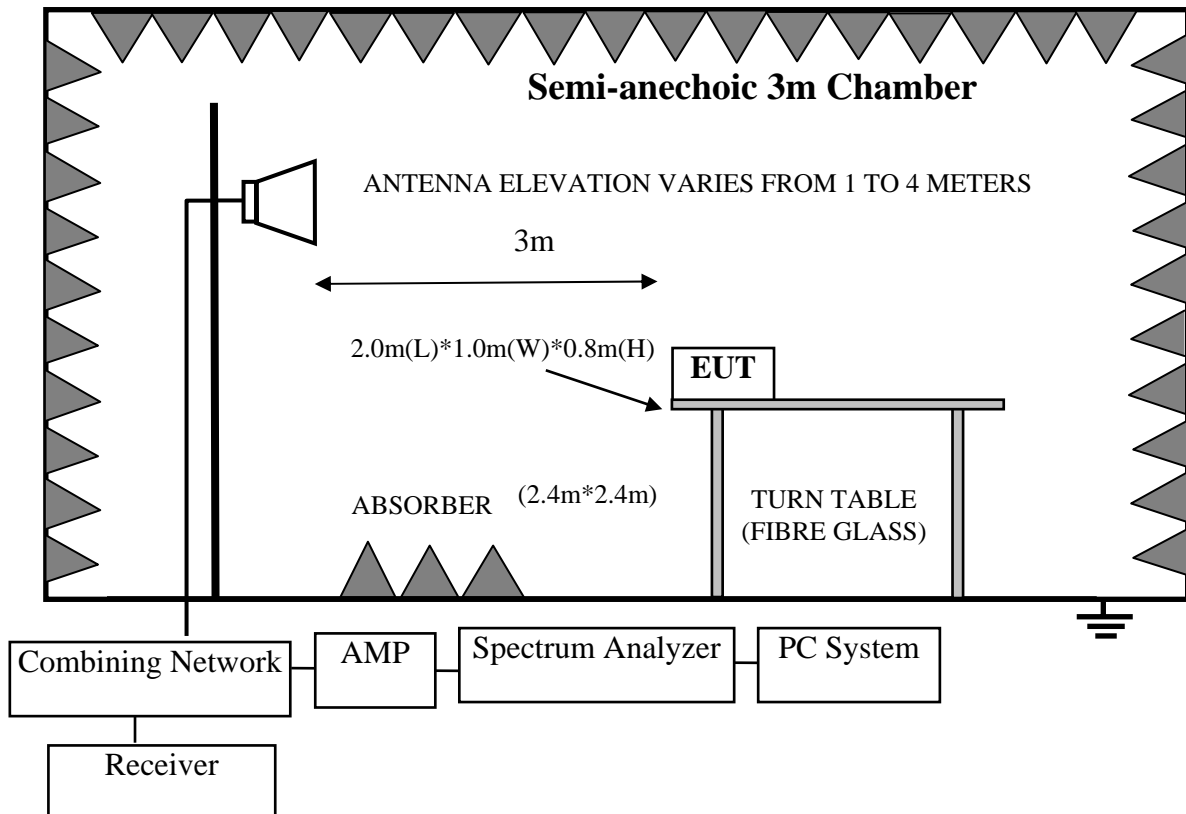 Semi-anechoic 3m Chamber
ANTENNA ELEVATION VARIES FROM 1 TO 4 METERS
3m
2.0m(L)*1.0m(W)*0.8m(H)
EUT
ABSORBER
(2.4m*2.4m)
TURN TABLE
(FIBRE GLASS)
Combining Network
AMP
Spectrum Analyzer
PC System
Receiver